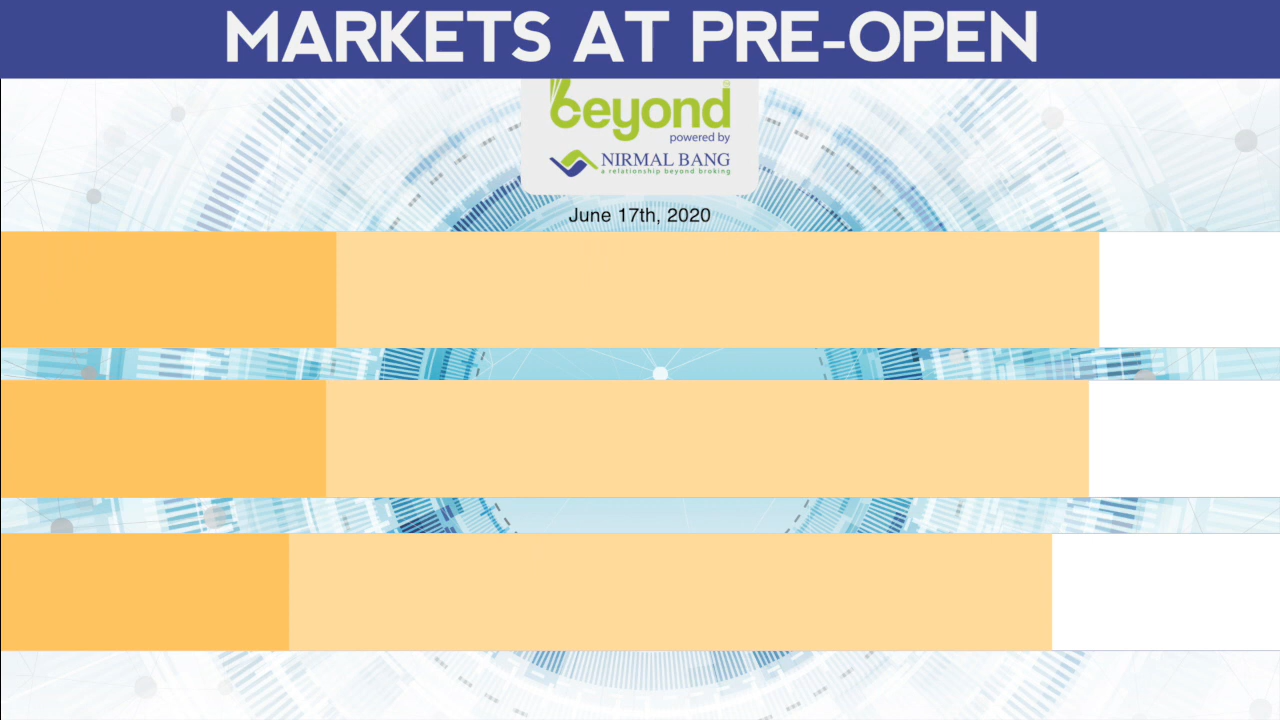 MARKETS AT PRE-OPEN
beyond
powered by
NIRMAL BANG
a relationship beyond broking
June 17th, 2020